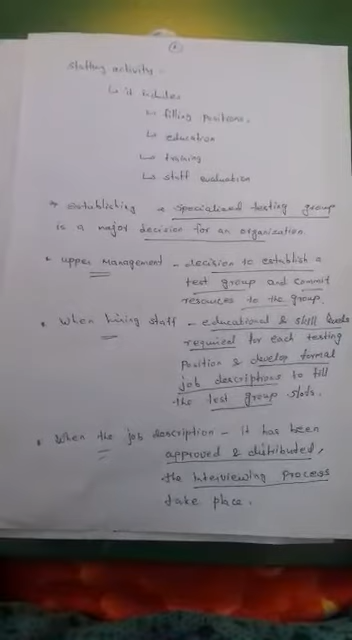 Staffing activity:
↳ it includes
↳ filling positions.
↳ education
↳ training
↳ staff evaluation
* establishing a specialized testing group
is a major decision for an organization
• upper management - decision to establish a
test group and commit
resources to the group.
• When hiring staff - educational & skill levels
required for each testing
position & develop formal
job descriptions to fill
the test group slots.
• When the job description - it has been
approved & distributed,
the interviewing process
take place.